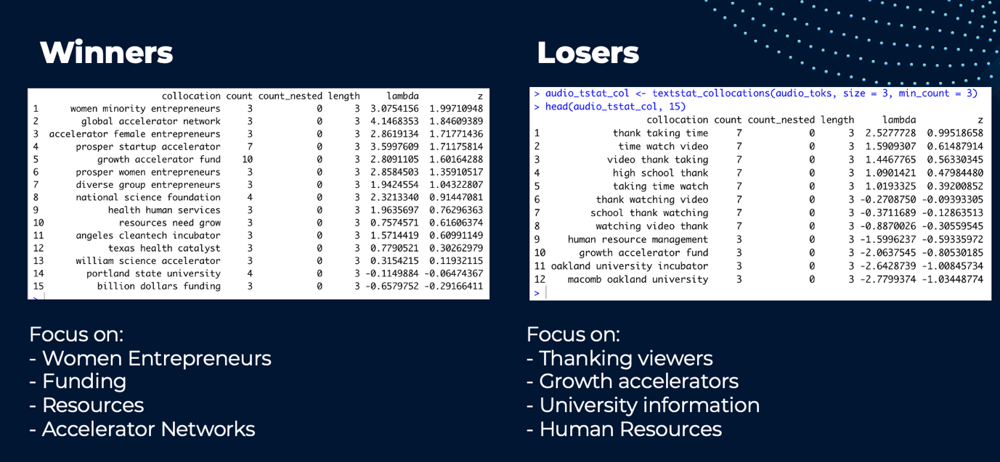 Winners
collocation count count_nested length lambda z
1 women minority entrepreneurs 3 0 3 3.0754156 1.99710948
2 global accelerator network 3 0 3 4.1468353 1.84609389
3 accelerator female entrepreneurs 3 0 3 2.8619134 1.71771436
4 prosper startup accelerator 7 0 3 3.5997609 1.71175814
5 growth accelerator fund 10 0 3 2.8091105 1.60164288
6 prosper women entrepreneurs 3 0 3 2.8584503 1.35910517
7 diverse group entrepreneurs 3 0 3 1.9424554 1.04322807
8 national science foundation 4 0 3 2.3213340 0.91447081
9 health human services 3 0 3 1.9635697 0.76296363
10 resources need grow 3 0 3 0.7574571 0.61606374
11 angeles cleantech incubator 3 0 3 1.5714419 0.60991149
12 texas health catalyst 3 0 3 0.7790521 0.30262979
13 william science accelerator 3 0 3 0.3154215 0.11932115
14 portland state university 4 0 3 -0.1149884 -0.06474367
15 billion dollars funding 3 0 3 -0.6579752 -0.29166411
>
Focus on:
- Women Entrepreneurs
- Funding
- Resources
- Accelerator Networks
Losers
> audio_tstat_col <- textstat_collocations(audio_toks, size = 3, min_count = 3)
> head(audio_tstat_col, 15)
collocation count count_nested length lambda z
1 thank taking time 7 0 3 2.5277728 0.99518658
2 time watch video 7 0 3 1.5909307 0.61487914
3 video thank taking 7 0 3 1.4467765 0.56330345
4 high school thank 7 0 3 1.0901421 0.47984480
5 taking time watch 7 0 3 1.0193325 0.39200852
6 thank watching video 7 0 3 -0.2708750 -0.09393305
7 school thank watching 7 0 3 -0.3711689 -0.12863513
8 watching video thank 7 0 3 -0.8870026 -0.30559545
9 human resource management 3 0 3 -1.5996237 -0.59335972
10 growth accelerator fund 3 0 3 -2.0637545 -0.80530185
11 oakland university incubator 3 0 3 -2.6428739 -1.00845734
12 macomb oakland university 3 0 3 -2.7799374 -1.03448774
>
Focus on:
- Thanking viewers
- Growth accelerators
- University information
- Human Resources